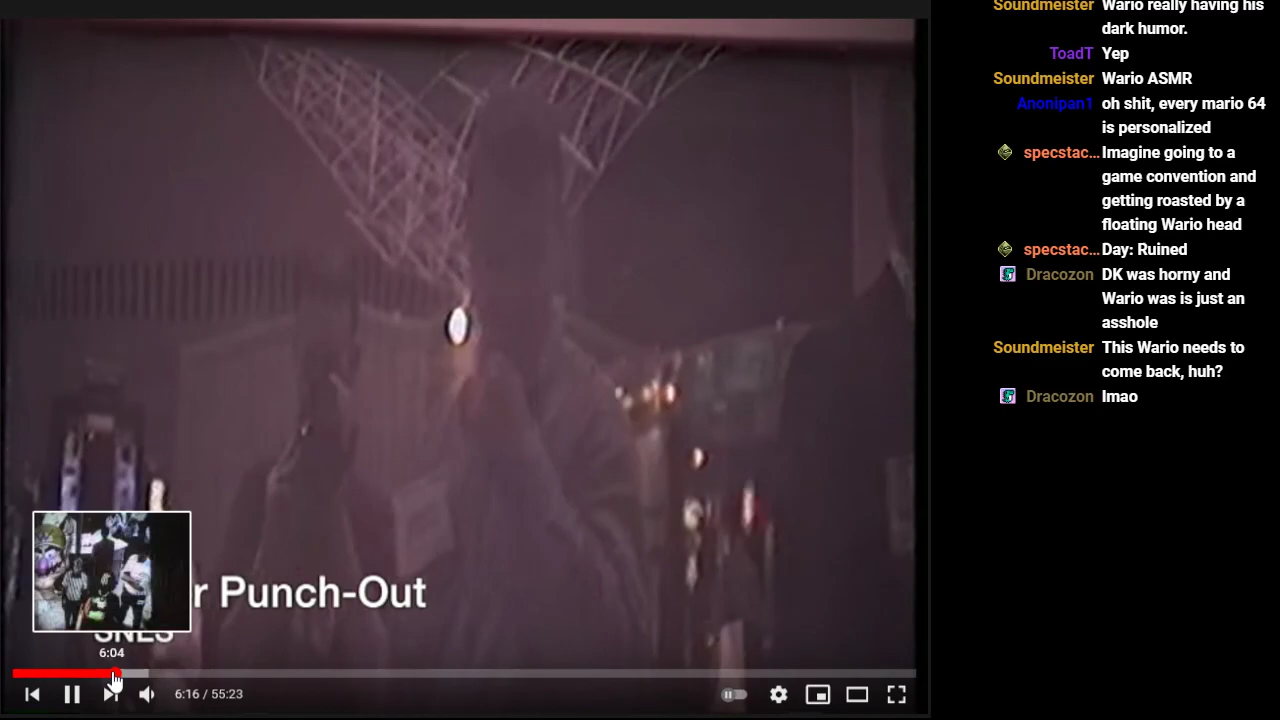 r Punch-Out
SNES
6:04
6:16 / 55:23
Soundmeister Wario really having his
dark humor.
ToadT Yep
Soundmeister Wario ASMR
Anonipan1 oh shit, every mario 64
is personalized
specstac... Imagine going to a
game convention and
getting roasted by a
floating Wario head
specstac... Day: Ruined
Dracozon DK was horny and
Wario was is just an
asshole
Soundmeister This Wario needs to
come back, huh?
Dracozon lmao